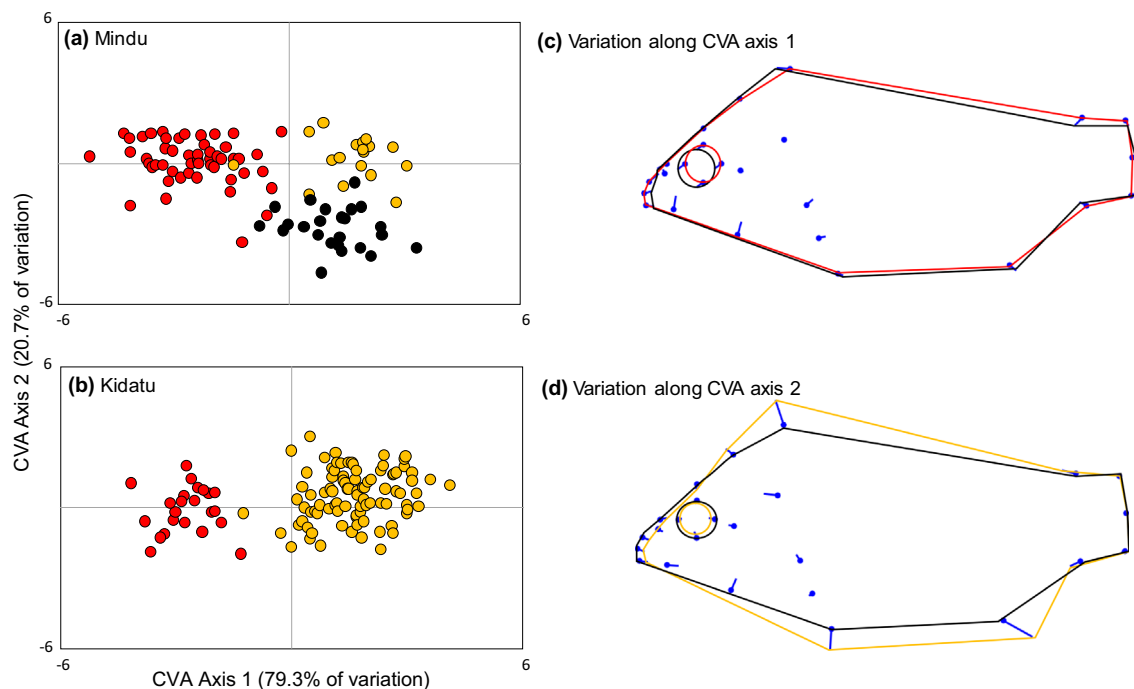 6
(a) Mindu
-6
-6
6
(c) Variation along CVA axis 1
CVA Axis 2 (20.7% of variation)
6
(b) Kidatu
-6
-6
6
CVA Axis 1 (79.3% of variation)
(d) Variation along CVA axis 2